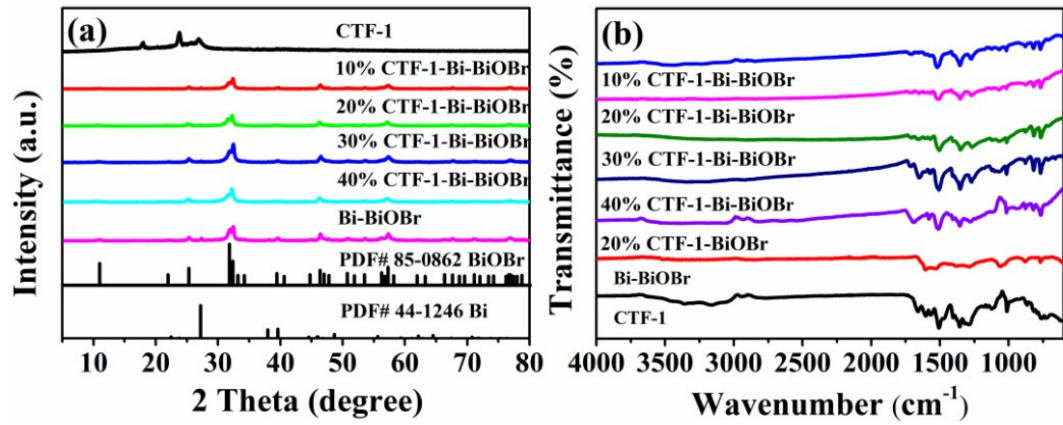 (a)
CTF-1
10% CTF-1-Bi-BiOBr
20% CTF-1-Bi-BiOBr
30% CTF-1-Bi-BiOBr
40% CTF-1-Bi-BiOBr
Bi-BiOBr
PDF# 85-0862 BiOBr
PDF# 44-1246 Bi
Intensity (a.u.)
10 20 30 40 50 60 70 80
2 Theta (degree)
(b)
10% CTF-1-Bi-BiOBr
20% CTF-1-Bi-BiOBr
30% CTF-1-Bi-BiOBr
40% CTF-1-Bi-BiOBr
20% CTF-1-BiOBr
Bi-BiOBr
CTF-1
Transmittance (%)
4000 3500 3000 2500 2000 1500 1000
Wavenumber (cm⁻¹)